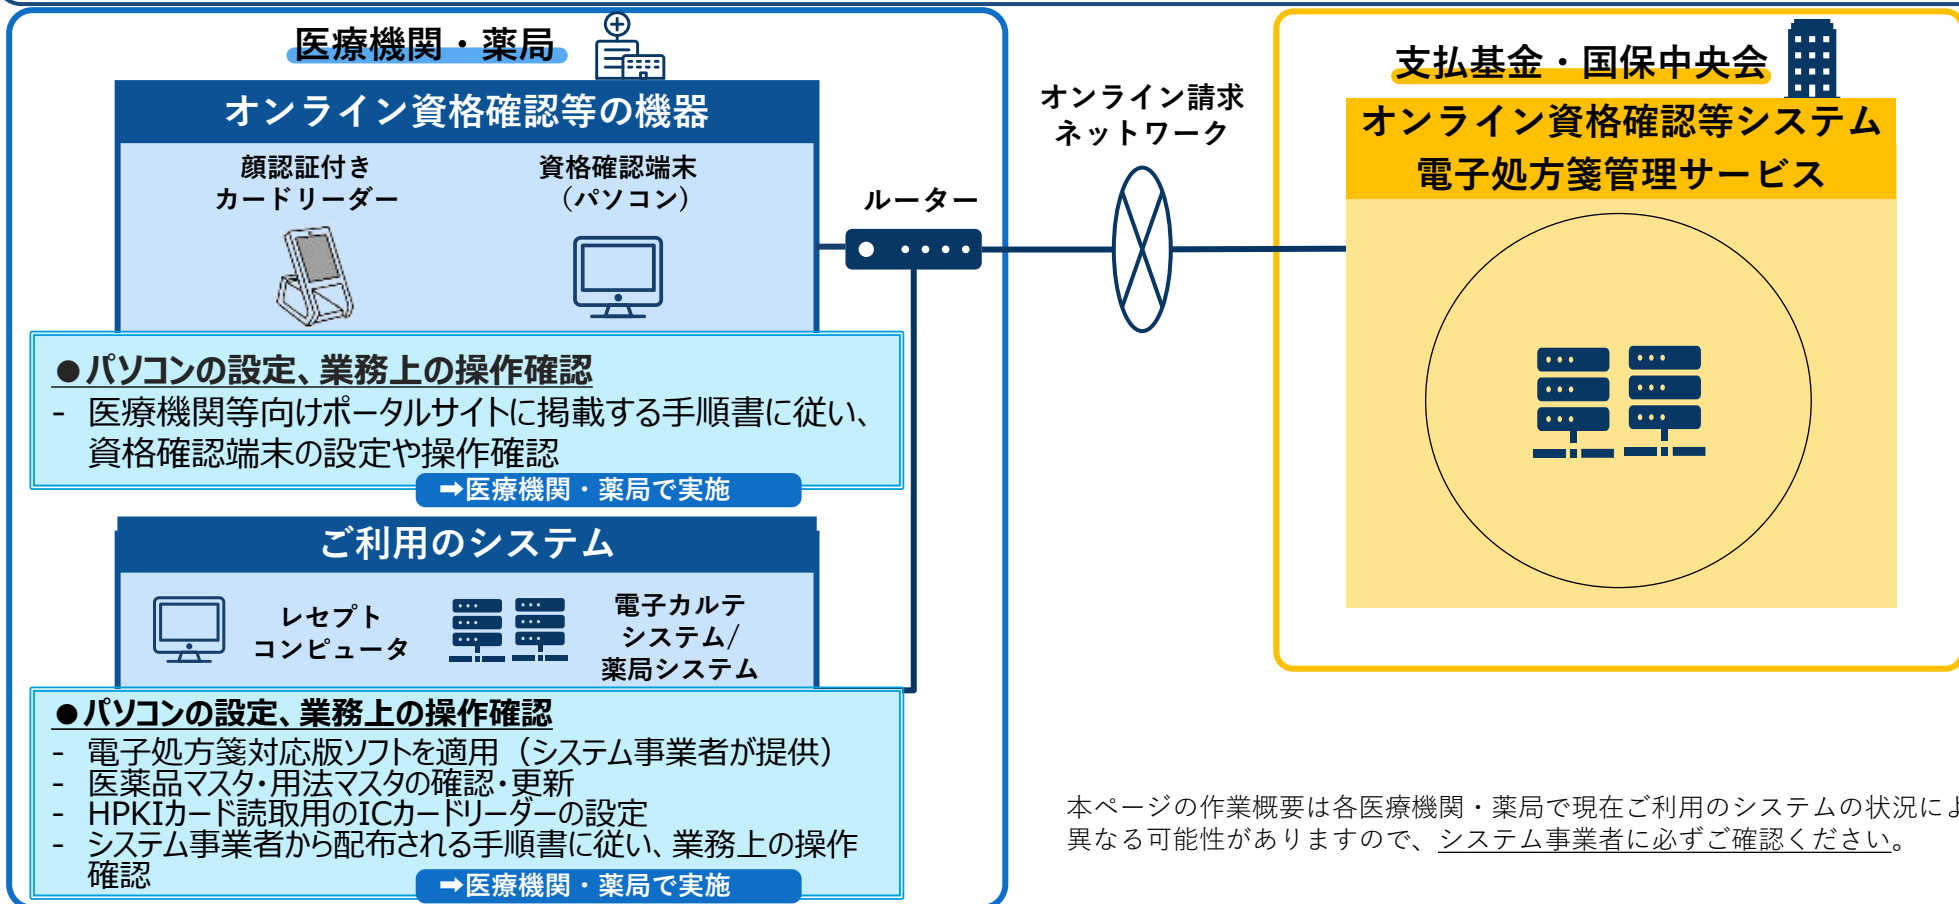 医療機関・薬局
オンライン資格確認等の機器
顔認証付き
カードリーダー
資格確認端末
（パソコン）
●パソコンの設定、業務上の操作確認
- 医療機関等向けポータルサイトに掲載する手順書に従い、
資格確認端末の設定や操作確認
➡医療機関・薬局で実施
ご利用のシステム
レセプト
コンピュータ
電子カルテ
システム/
薬局システム
●パソコンの設定、業務上の操作確認
- 電子処方箋対応版ソフトを適用（システム事業者が提供）
- 医薬品マスタ・用法マスタの確認・更新
- HPKIカード読取用のICカードリーダーの設定
- システム事業者から配布される手順書に従い、業務上の操作
確認
➡医療機関・薬局で実施
ルーター
オンライン請求
ネットワーク
支払基金・国保中央会
オンライン資格確認等システム
電子処方箋管理サービス
本ページの作業概要は各医療機関・薬局で現在ご利用のシステムの状況によ
異なる可能性がありますので、システム事業者に必ずご確認ください。